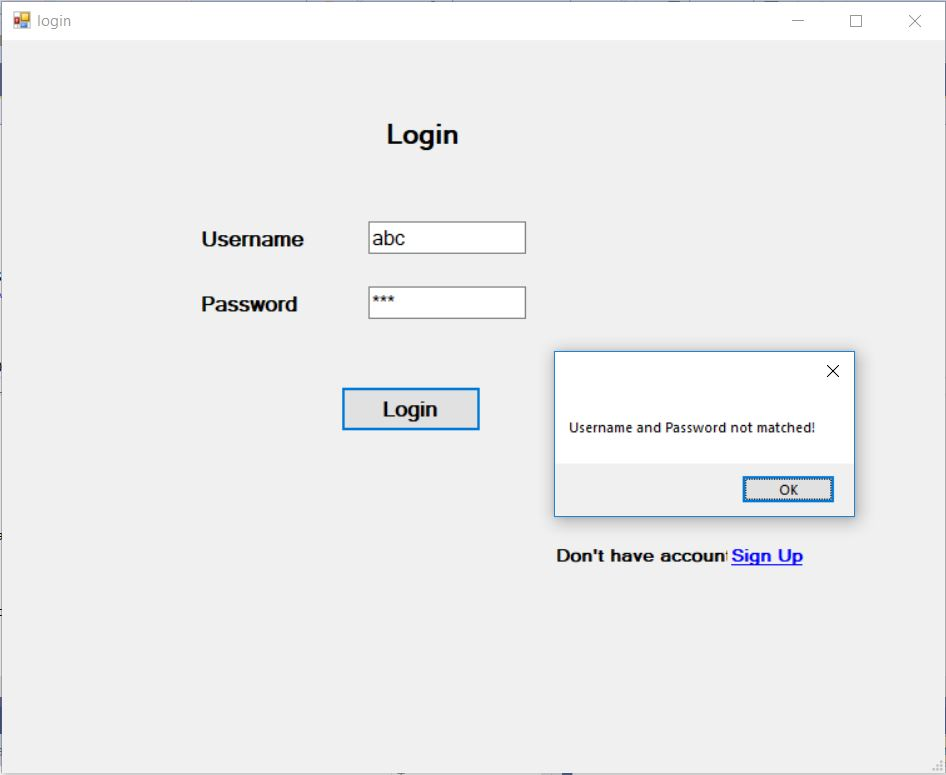 login
Login
Username abc
Password ***
Login
Username and Password not matched!
OK
Don't have accoun Sign Up